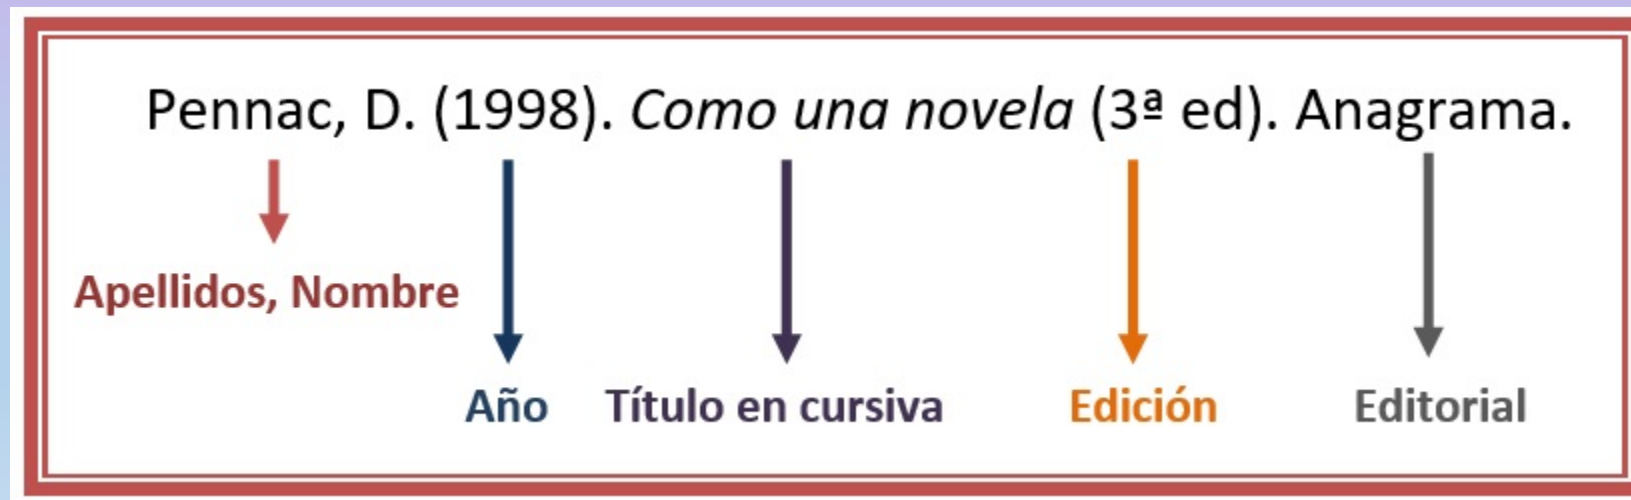 Pennac, D. (1998). Como una novela (3ª ed). Anagrama.
Apellidos, Nombre
Año Título en cursiva Edición Editorial